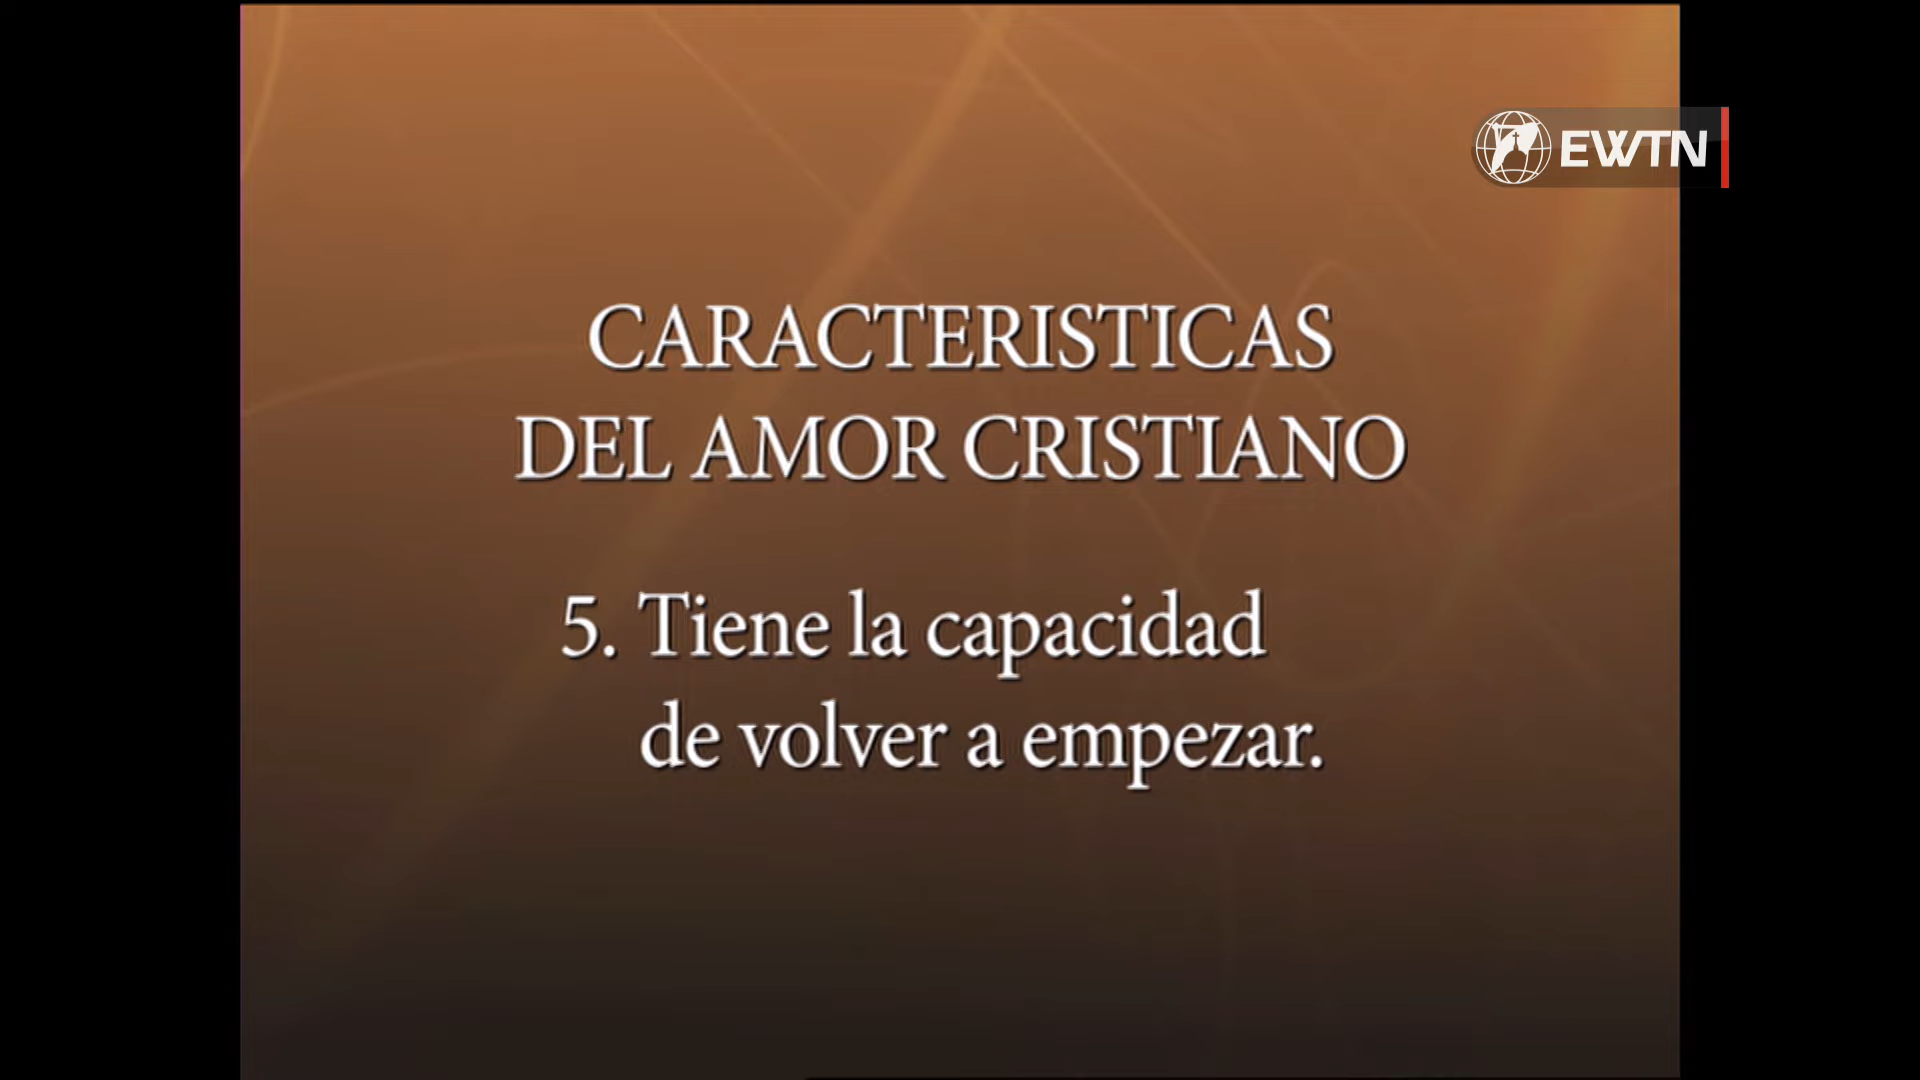 EWTN
CARACTERISTICAS
DEL AMOR CRISTIANO
5. Tiene la capacidad
de volver a empezar.